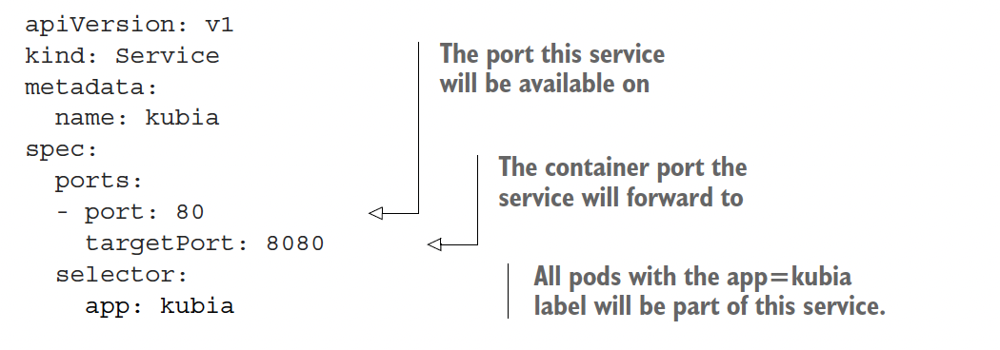 apiVersion: v1
kind: Service
metadata:
  name: kubia
spec:
  ports:
  - port: 80
    targetPort: 8080
  selector:
    app: kubia
The port this service
will be available on
The container port the
service will forward to
All pods with the app=kubia
label will be part of this service.